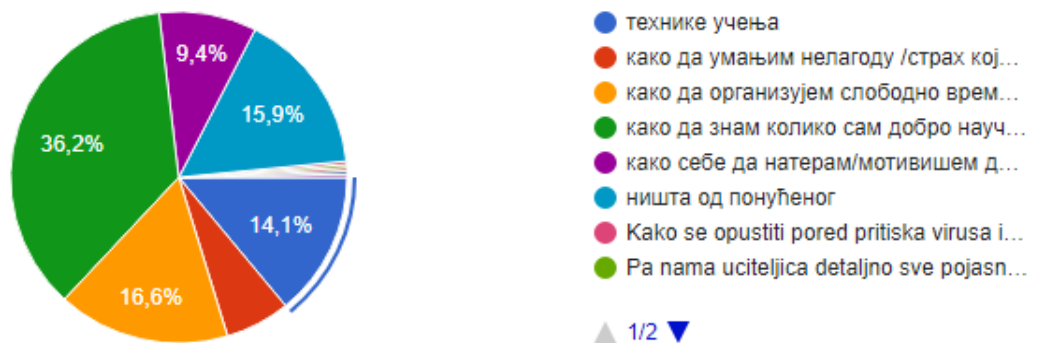 9,4%
15,9%
36,2%
14,1%
16,6%
технике учења
како да умањим нелагоду /страх кој...
како да организујем слободно врем...
како да знам колико сам добро науч...
како себе да натерам/мотивишем д...
ништа од понућеног
Kako se opustiti pored pritiska virusa i...
Pa nama uciteljica detaljno sve pojasn...
1/2